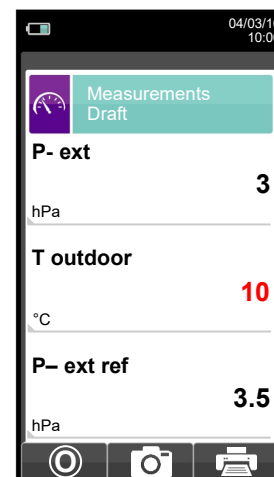 04/03/1
10:0
Measurements
Draft
P- ext
3
hPa
T outdoor
10
°C
P– ext ref
3.5
hPa